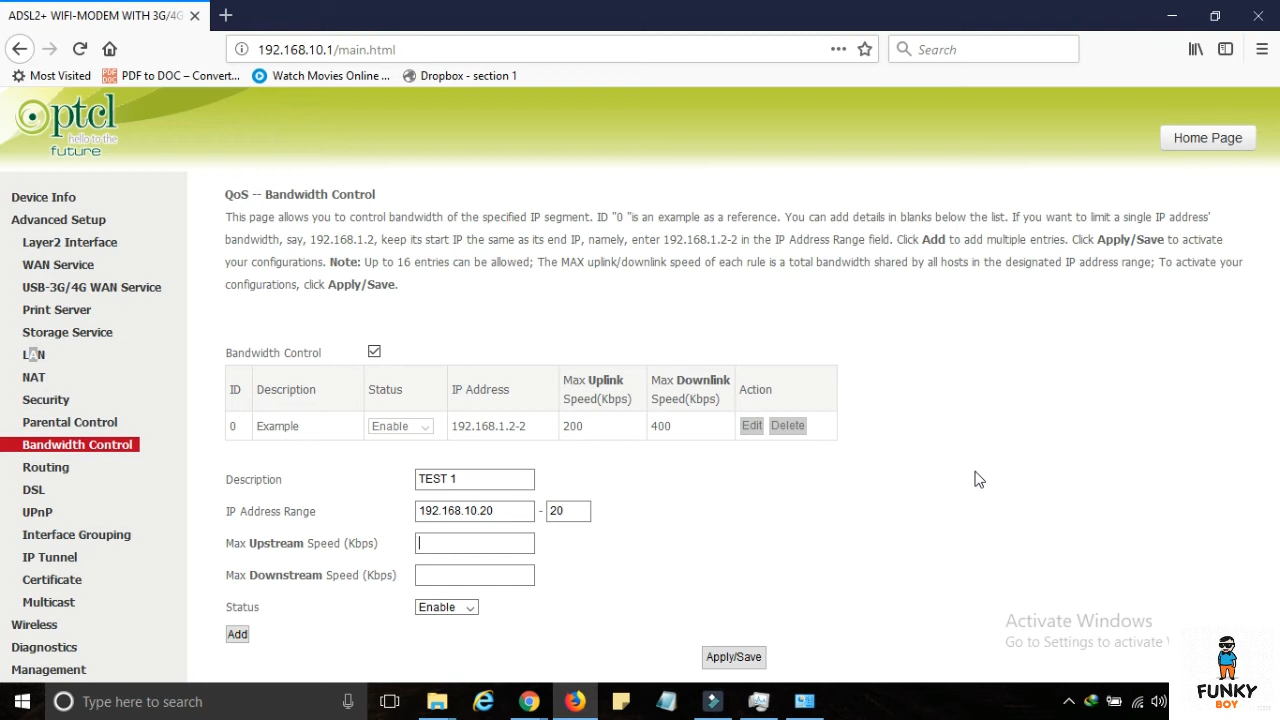 ADSL2+ WIFI-MODEM WITH 3G/4G
192.168.10.1/main.html
Search
Most Visited
PDF to DOC – Convert...
Watch Movies Online ...
Dropbox - section 1
ptcl
hello to the
future
Home Page
Device Info
Advanced Setup
Layer2 Interface
WAN Service
USB-3G/4G WAN Service
Print Server
Storage Service
LAN
NAT
Security
Parental Control
Bandwidth Control
Routing
DSL
UPnP
Interface Grouping
IP Tunnel
Certificate
Multicast
Wireless
Diagnostics
Management
QoS -- Bandwidth Control
This page allows you to control bandwidth of the specified IP segment. ID "0 "is an example as a reference. You can add details in blanks below the list. If you want to limit a single IP address'
bandwidth, say, 192.168.1.2, keep its start IP the same as its end IP, namely, enter 192.168.1.2-2 in the IP Address Range field. Click Add to add multiple entries. Click Apply/Save to activate
your configurations. Note: Up to 16 entries can be allowed; The MAX uplink/downlink speed of each rule is a total bandwidth shared by all hosts in the designated IP address range; To activate your
configurations, click Apply/Save.
Bandwidth Control
ID Description Status IP Address Max Uplink Speed(Kbps) Max Downlink Speed(Kbps) Action
0 Example Enable 192.168.1.2-2 200 400 Edit Delete
Description TEST 1
IP Address Range 192.168.10.20 - 20
Max Upstream Speed (Kbps)
Max Downstream Speed (Kbps)
Status Enable
Add
Apply/Save
Activate Windows
Go to Settings to activate
FUNKY
BOY
Type here to search